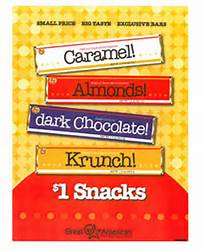 SMALL PRICE BIG TASTE EXCLUSIVE BARS
Caramel!
Almonds!
dark Chocolate!
Krunch!
$1 Snacks
Great American